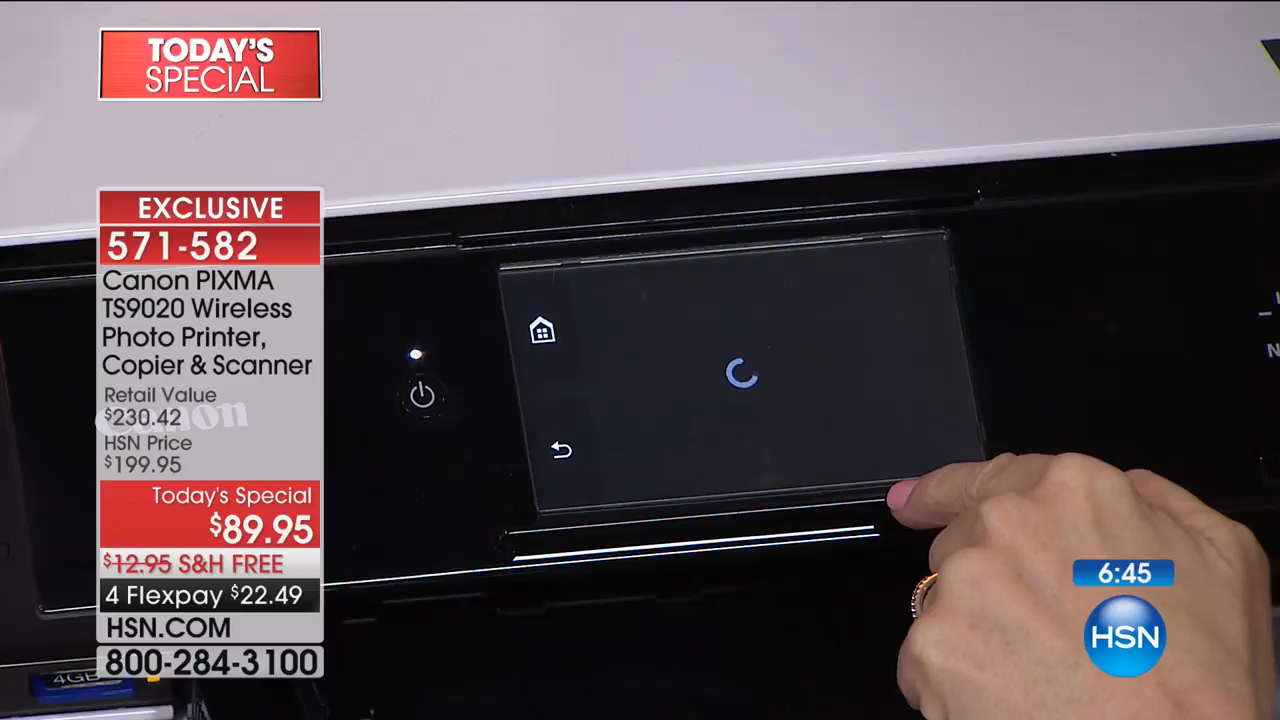 TODAY'S
SPECIAL
EXCLUSIVE
571-582
Canon PIXMA
TS9020 Wireless
Photo Printer,
Copier & Scanner
Retail Value
$230.42
Canon
HSN Price
$199.95
Today's Special
$89.95
$12.95 S&H FREE
4 Flexpay $22.49
HSN.COM
800-284-3100
4GB
6:45
HSN
N